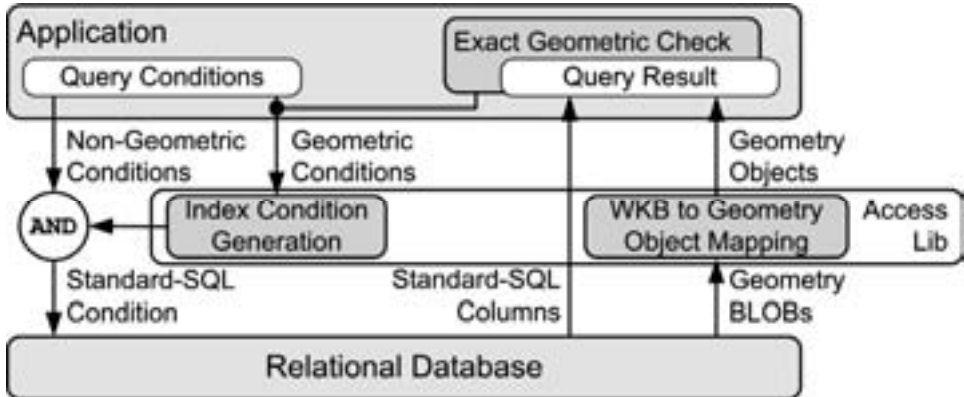 Application
Exact Geometric Check
Query Conditions
Query Result
Non-Geometric
Conditions
Geometric
Conditions
Geometry
Objects
AND
Index Condition
Generation
WKB to Geometry
Object Mapping
Access
Lib
Standard-SQL
Condition
Standard-SQL
Columns
Geometry
BLOBs
Relational Database